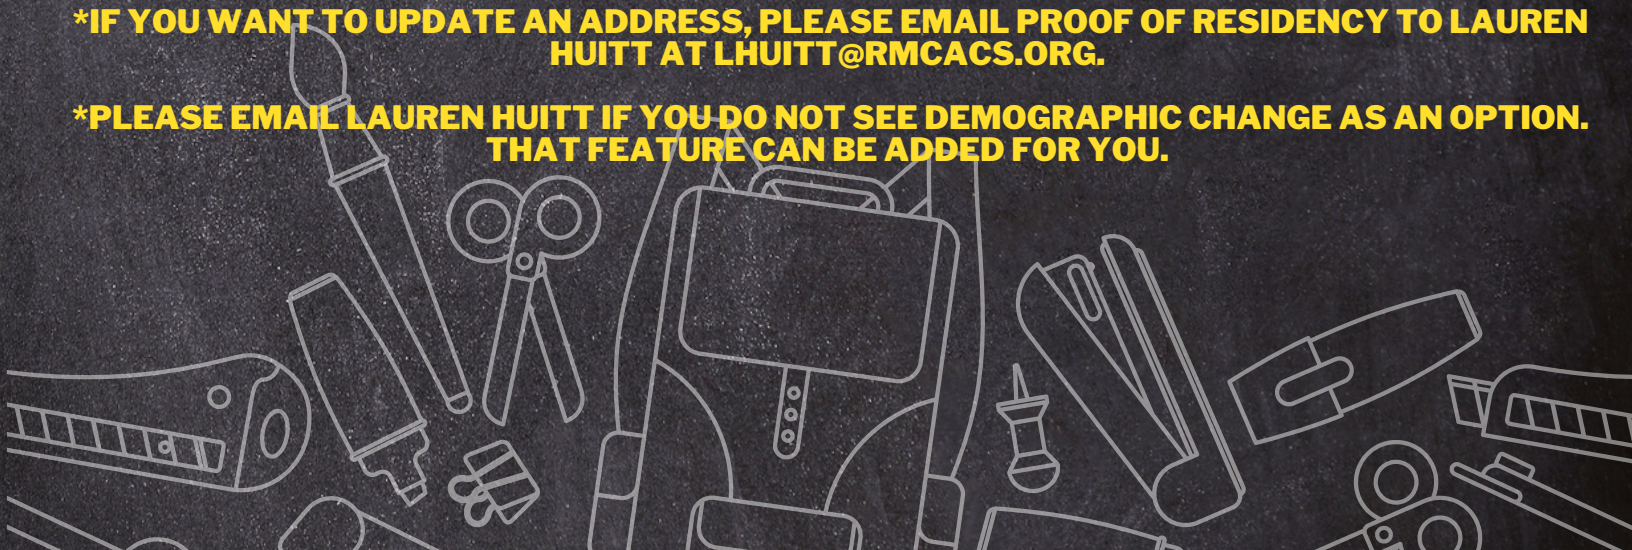 *IF YOU WANT TO UPDATE AN ADDRESS, PLEASE EMAIL PROOF OF RESIDENCY TO LAUREN
HUITT AT LHUITT@RMCACS.ORG.
*PLEASE EMAIL LAUREN HUITT IF YOU DO NOT SEE DEMOGRAPHIC CHANGE AS AN OPTION.
THAT FEATURE CAN BE ADDED FOR YOU.